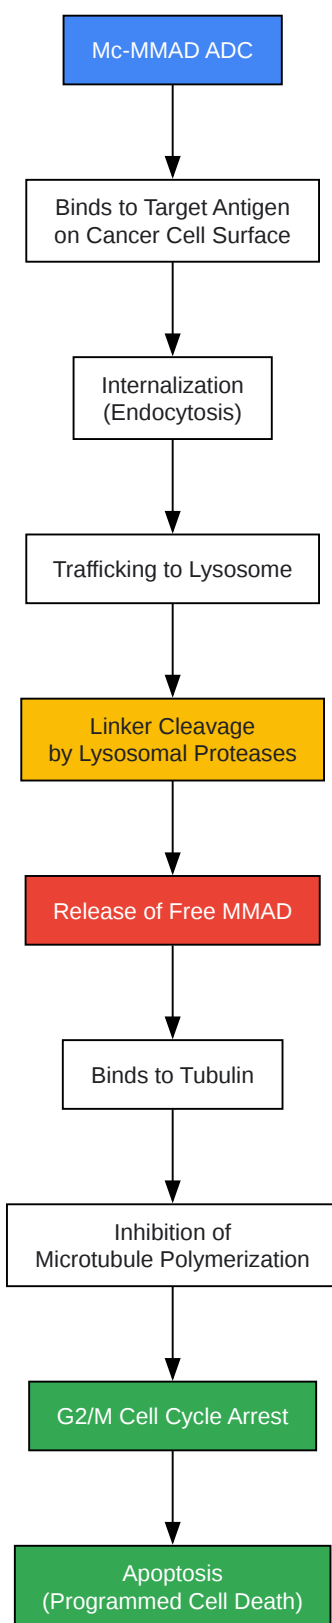 Mc-MMAD ADC
Binds to Target Antigen
on Cancer Cell Surface
Internalization
(Endocytosis)
Trafficking to Lysosome
Linker Cleavage
by Lysosomal Proteases
Release of Free MMAD
Binds to Tubulin
Inhibition of
Microtubule Polymerization
G2/M Cell Cycle Arrest
Apoptosis
(Programmed Cell Death)